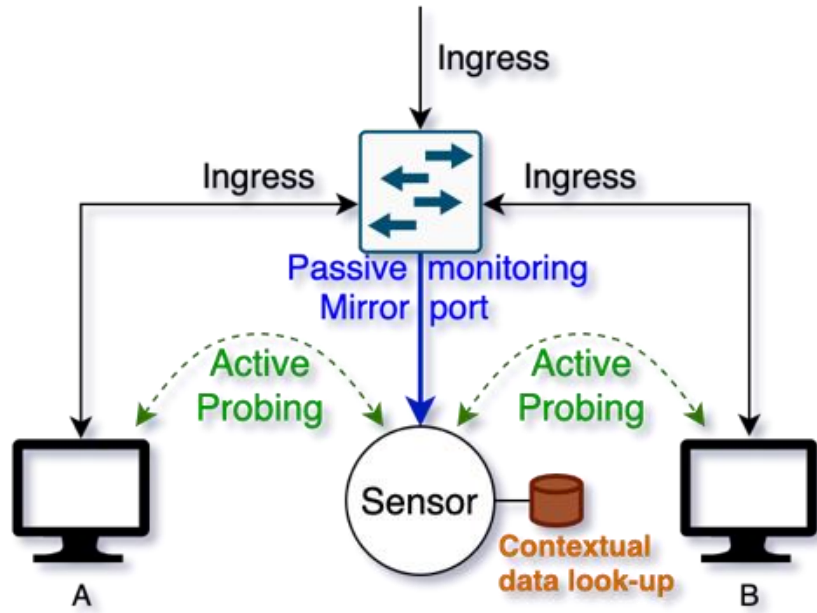 Ingress
Ingress
Ingress
Passive monitoring
Mirror port
Active
Probing
Active
Probing
Sensor
Contextual
data look-up
A
B